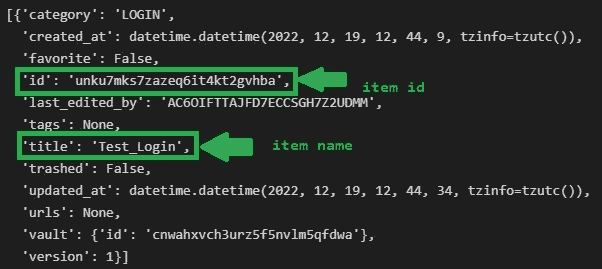 [{'category': 'LOGIN',
'created_at': datetime.datetime(2022, 12, 19, 12, 44, 9, tzinfo=tzutc()),
'favorite': False,
'id': 'unku7mks7zazeq6it4kt2gvhba', item id
'last_edited_by': 'AC6OIFTTAJFD7ECCSGH7Z2UDMM',
'tags': None,
'title': 'Test_Login', item name
'trashed': False,
'updated_at': datetime.datetime(2022, 12, 19, 12, 44, 34, tzinfo=tzutc()),
'urls': None,
'vault': {'id': 'cnwahxvch3urz5f5nvlm5qfdwa'},
'version': 1}]